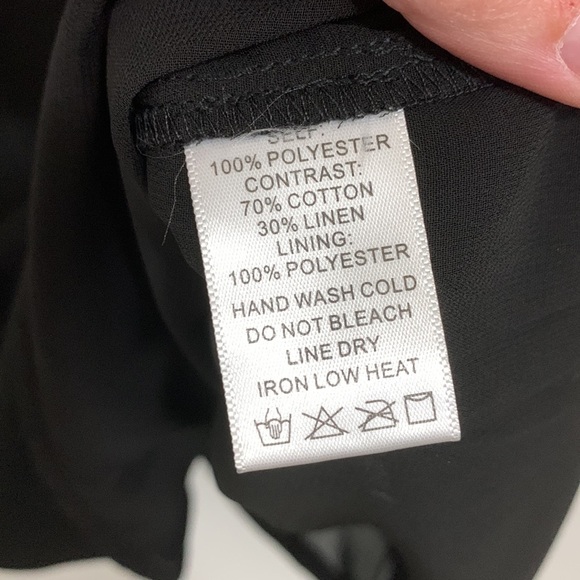 SELF:
100% POLYESTER
CONTRAST:
70% COTTON
30% LINEN
LINING:
100% POLYESTER
HAND WASH COLD
DO NOT BLEACH
LINE DRY
IRON LOW HEAT